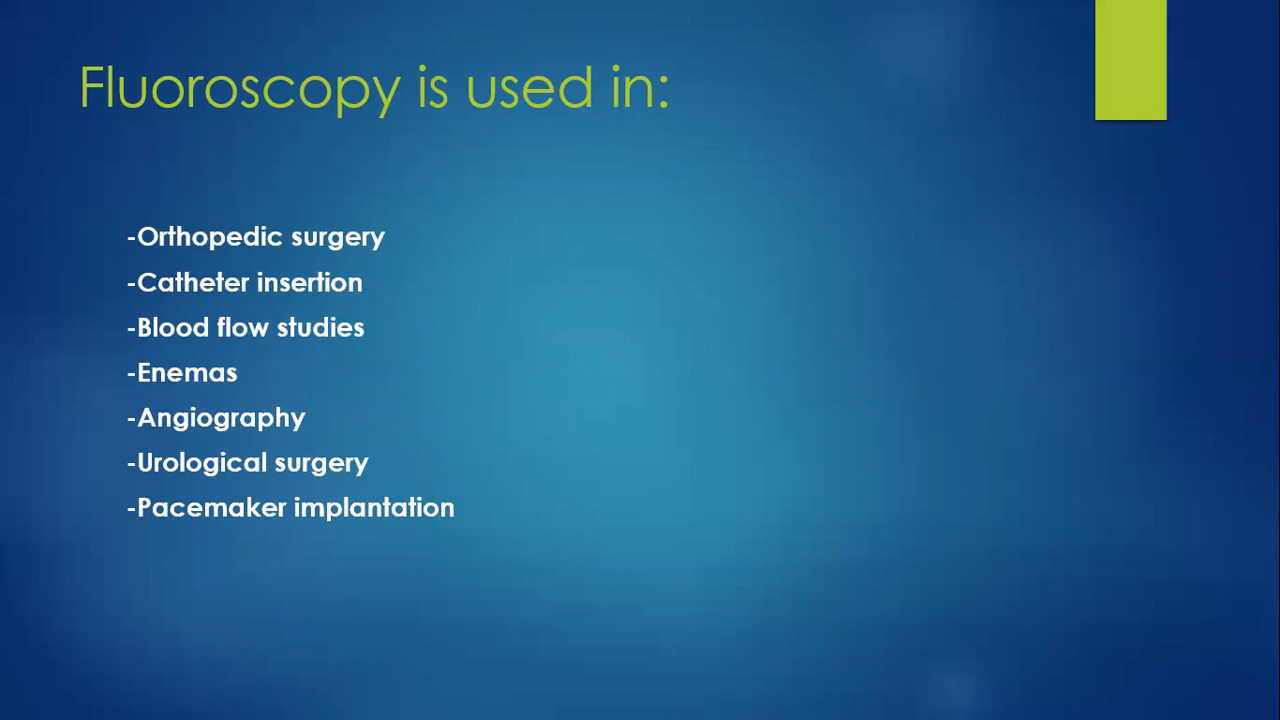 Fluoroscopy is used in:
-Orthopedic surgery
-Catheter insertion
-Blood flow studies
-Enemas
-Angiography
-Urological surgery
-Pacemaker implantation